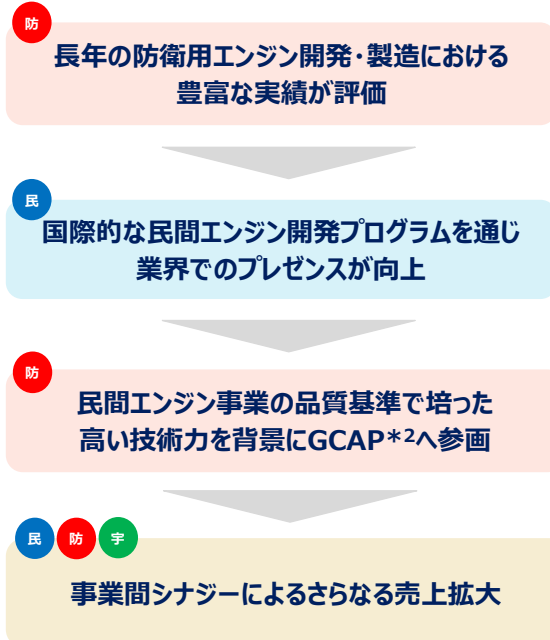 防
長年の防衛用エンジン開発・製造における
豊富な実績が評価
民
国際的な民間エンジン開発プログラムを通じ
業界でのプレゼンスが向上
防
民間エンジン事業の品質基準で培った
高い技術力を背景にGCAP*2へ参画
民 防 宇
事業間シナジーによるさらなる売上拡大